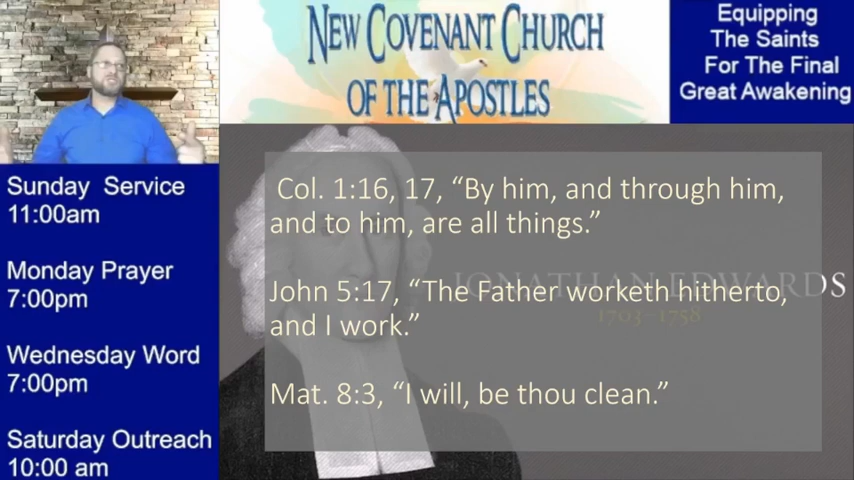 New Covenant Church
of the Apostles
Equipping
The Saints
For The Final
Great Awakening
Sunday Service
11:00am
Monday Prayer
7:00pm
Wednesday Word
7:00pm
Saturday Outreach
10:00 am
Col. 1:16, 17, “By him, and through him,
and to him, are all things.”
John 5:17, “The Father worketh hitherto,
and I work.”
Mat. 8:3, “I will, be thou clean.”
JONATHAN EDWARDS
1703–1758